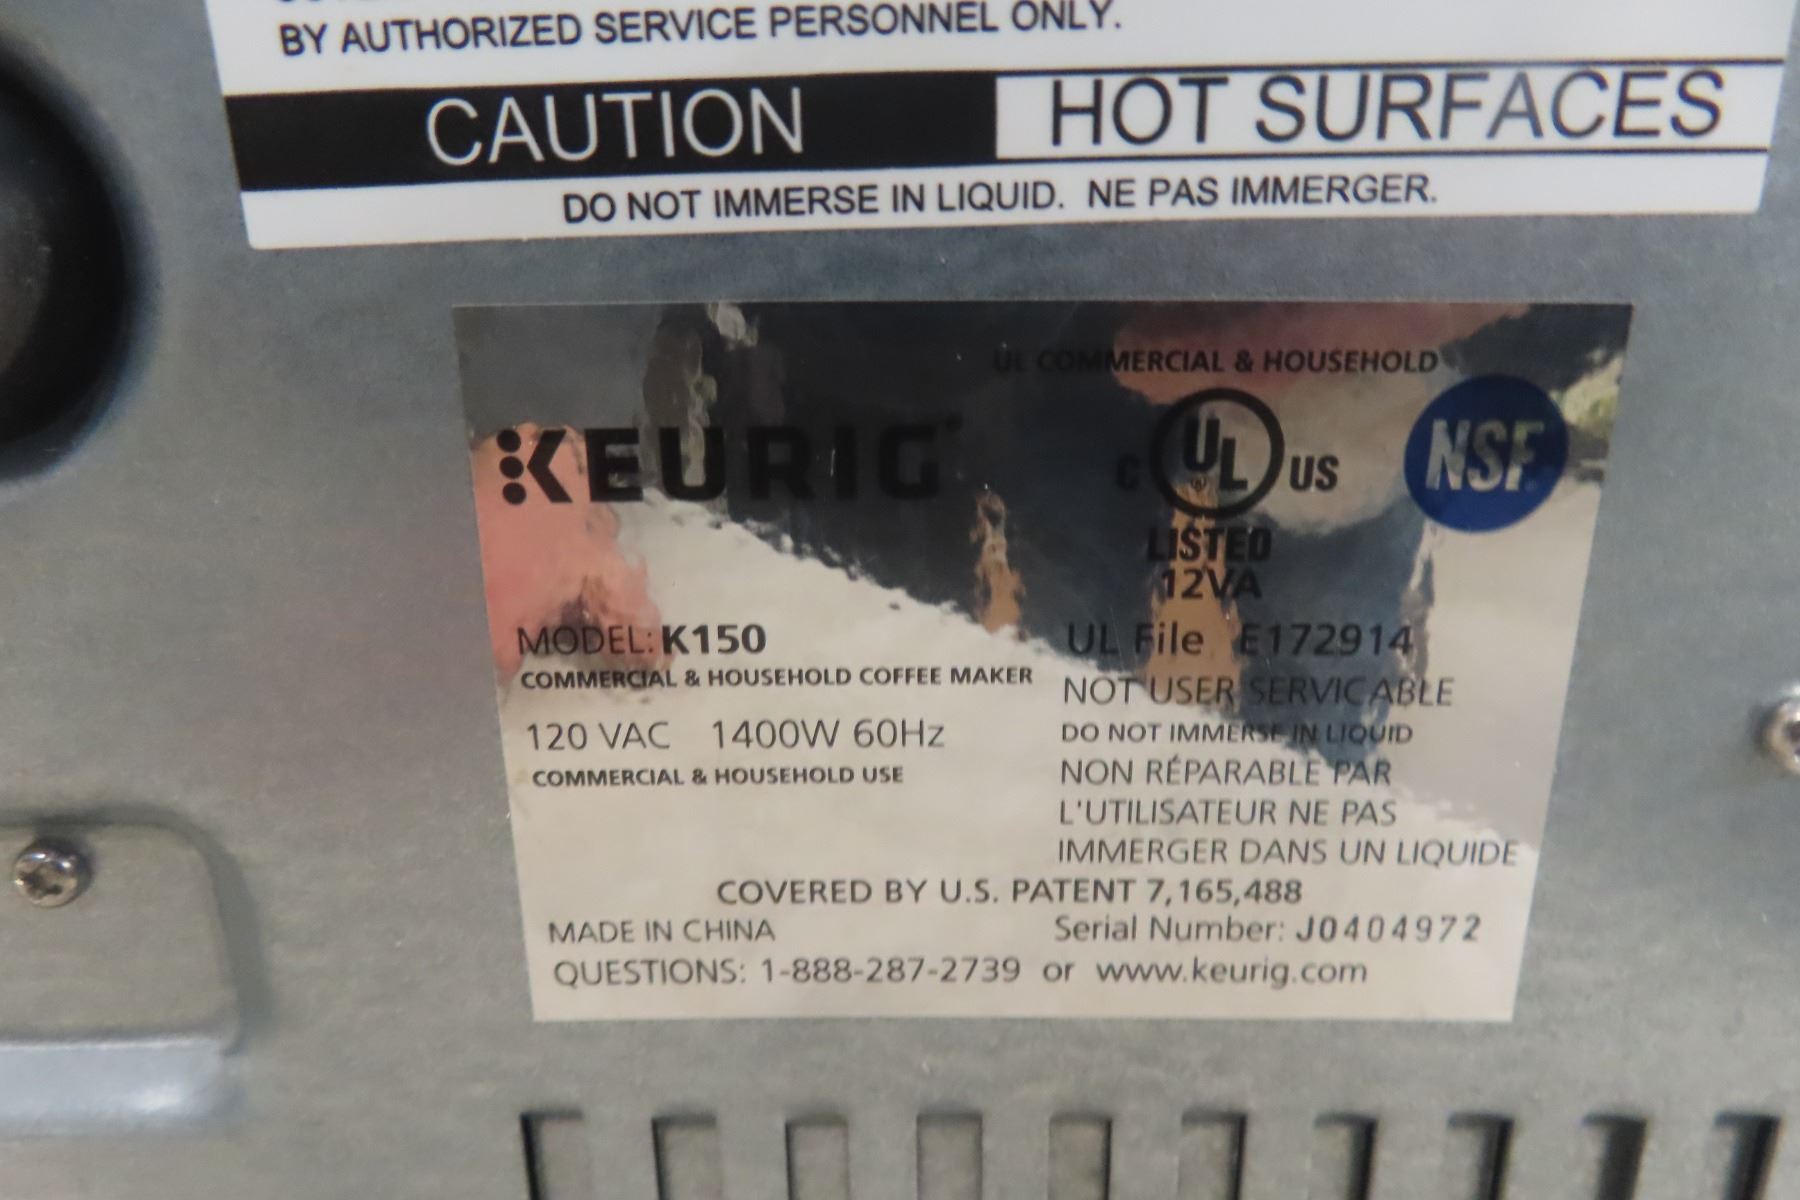 BY AUTHORIZED SERVICE PERSONNEL ONLY.
CAUTION HOT SURFACES
DO NOT IMMERSE IN LIQUID. NE PAS IMMERGER.
UL COMMERCIAL & HOUSEHOLD
KEURIG
C UL® US
NSF
LISTED
12VA
MODEL: K150
COMMERCIAL & HOUSEHOLD COFFEE MAKER
120 VAC 1400W 60Hz
COMMERCIAL & HOUSEHOLD USE
UL File E172914
NOT USER SERVICABLE
DO NOT IMMERSE IN LIQUID
NON RÉPARABLE PAR
L'UTILISATEUR NE PAS
IMMERGER DANS UN LIQUIDE
COVERED BY U.S. PATENT 7,165,488
MADE IN CHINA Serial Number: J0404972
QUESTIONS: 1-888-287-2739 or www.keurig.com